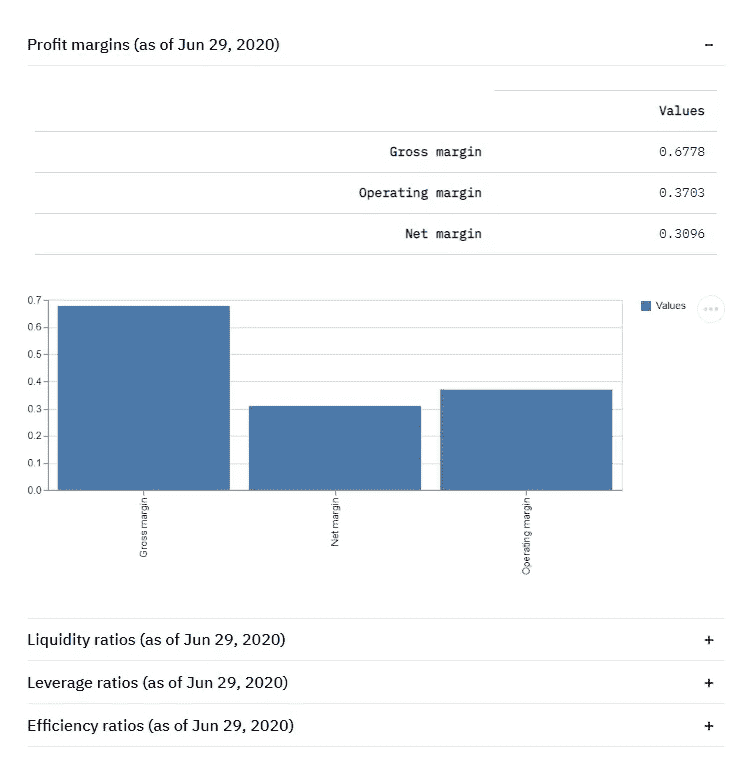 Profit margins (as of Jun 29, 2020) −
Values
Gross margin 0.6778
Operating margin 0.3703
Net margin 0.3096
0.7
0.6
0.5
0.4
0.3
0.2
0.1
0.0
Gross margin
Net margin
Operating margin
Values
Liquidity ratios (as of Jun 29, 2020) +
Leverage ratios (as of Jun 29, 2020) +
Efficiency ratios (as of Jun 29, 2020) +